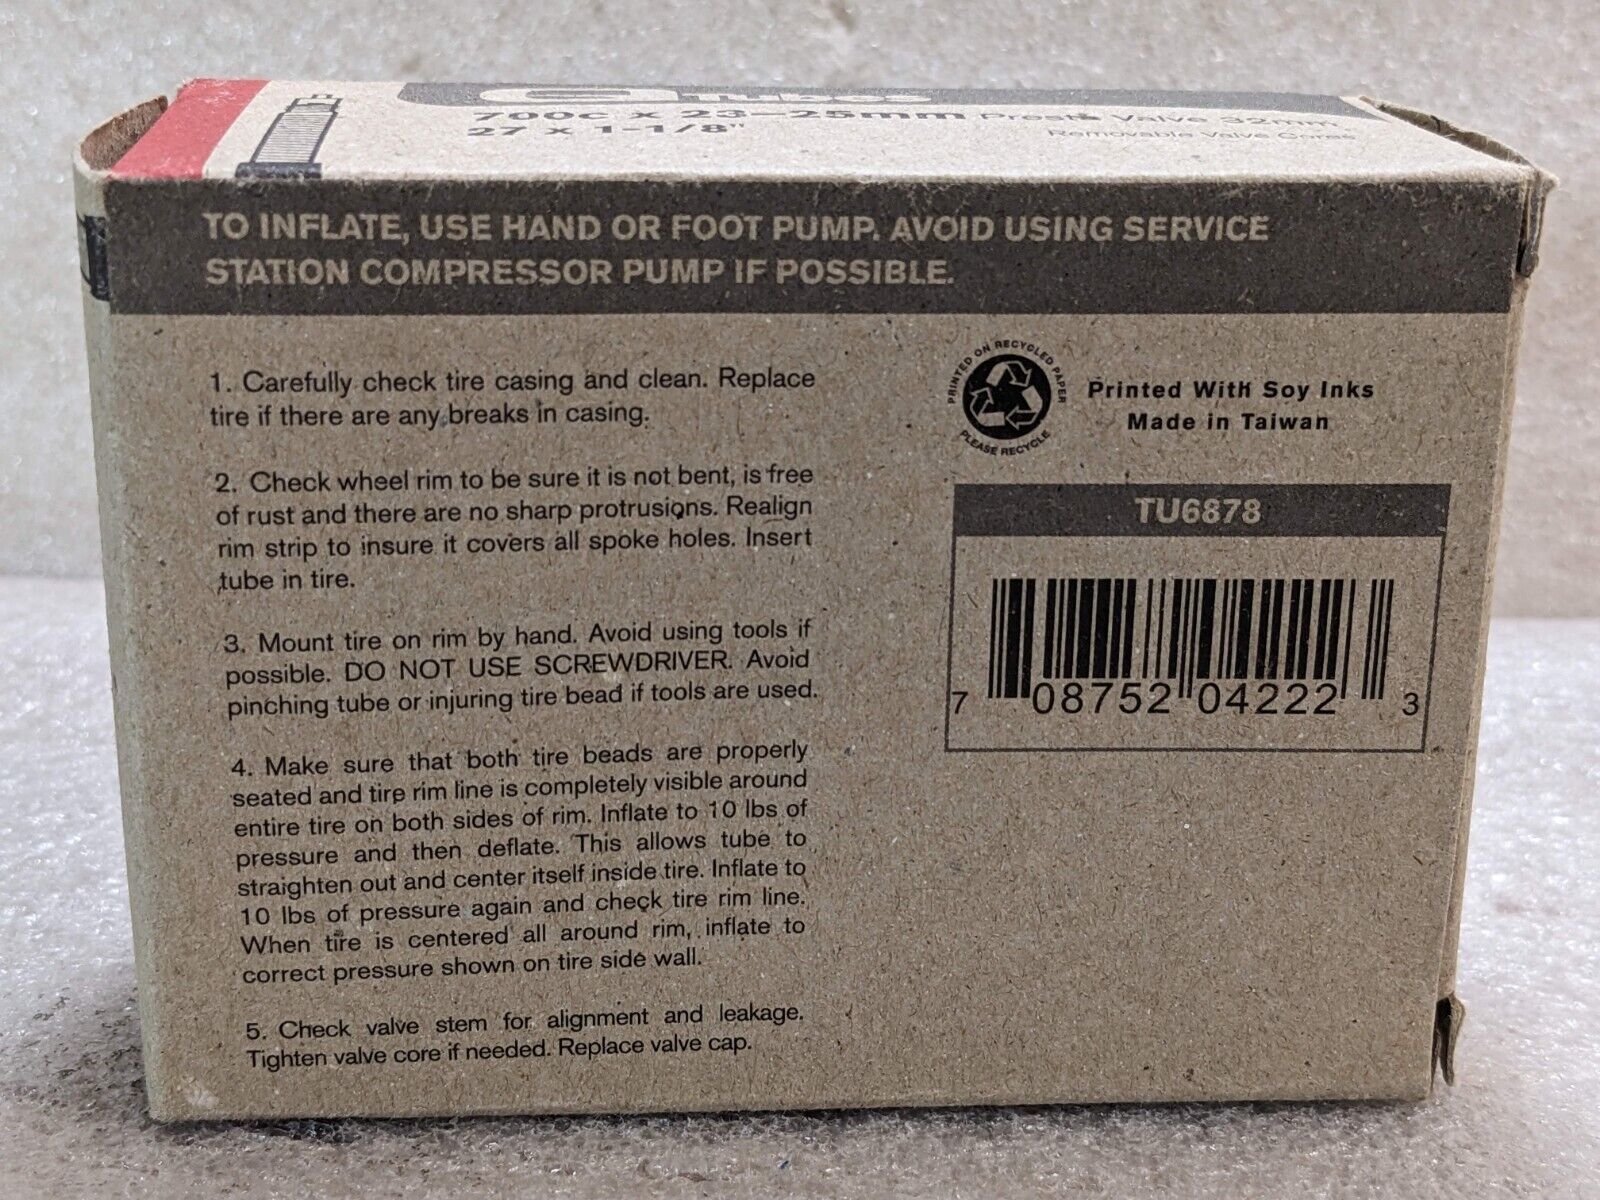 700c x 23-25mm Presta Valve 32mm
27 x 1-1/8"
Removable Valve Cores
TO INFLATE, USE HAND OR FOOT PUMP. AVOID USING SERVICE
STATION COMPRESSOR PUMP IF POSSIBLE.
1. Carefully check tire casing and clean. Replace
tire if there are any breaks in casing.
2. Check wheel rim to be sure it is not bent, is free
of rust and there are no sharp protrusions. Realign
rim strip to insure it covers all spoke holes. Insert
tube in tire.
3. Mount tire on rim by hand. Avoid using tools if
possible. DO NOT USE SCREWDRIVER. Avoid
pinching tube or injuring tire bead if tools are used.
4. Make sure that both tire beads are properly
seated and tire rim line is completely visible around
entire tire on both sides of rim. Inflate to 10 lbs of
pressure and then deflate. This allows tube to
straighten out and center itself inside tire. Inflate to
10 lbs of pressure again and check tire rim line.
When tire is centered all around rim, inflate to
correct pressure shown on tire side wall.
5. Check valve stem for alignment and leakage.
Tighten valve core if needed. Replace valve cap.
PRINTED ON RECYCLED PAPER
PLEASE RECYCLE
Printed With Soy Inks
Made in Taiwan
TU6878
7 08752 04222 3